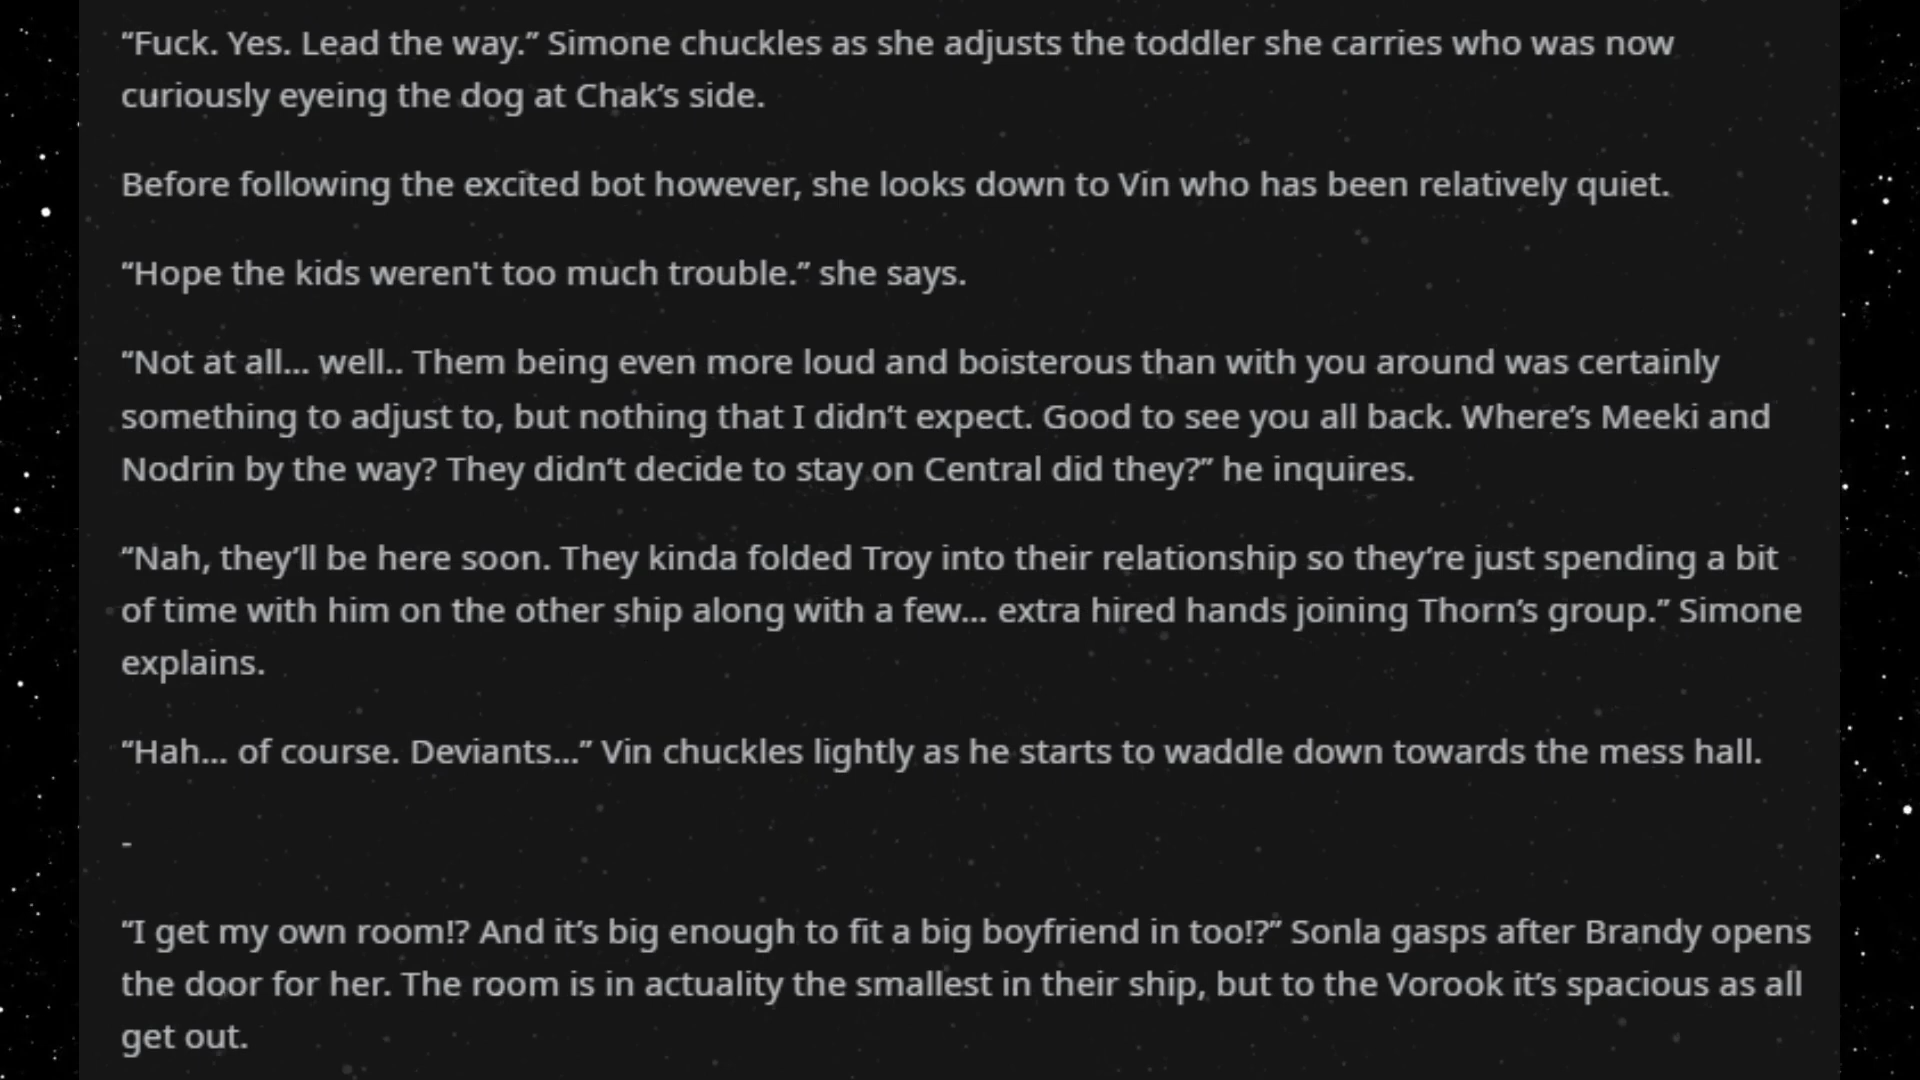 “Fuck. Yes. Lead the way.” Simone chuckles as she adjusts the toddler she carries who was now
curiously eyeing the dog at Chak’s side.
Before following the excited bot however, she looks down to Vin who has been relatively quiet.
“Hope the kids weren't too much trouble.” she says.
“Not at all… well.. Them being even more loud and boisterous than with you around was certainly
something to adjust to, but nothing that I didn’t expect. Good to see you all back. Where’s Meeki and
Nodrin by the way? They didn’t decide to stay on Central did they?” he inquires.
“Nah, they’ll be here soon. They kinda folded Troy into their relationship so they’re just spending a bit
of time with him on the other ship along with a few… extra hired hands joining Thorn’s group.” Simone
explains.
“Hah… of course. Deviants…” Vin chuckles lightly as he starts to waddle down towards the mess hall.
-
“I get my own room!? And it’s big enough to fit a big boyfriend in too!?” Sonla gasps after Brandy opens
the door for her. The room is in actuality the smallest in their ship, but to the Vorook it’s spacious as all
get out.